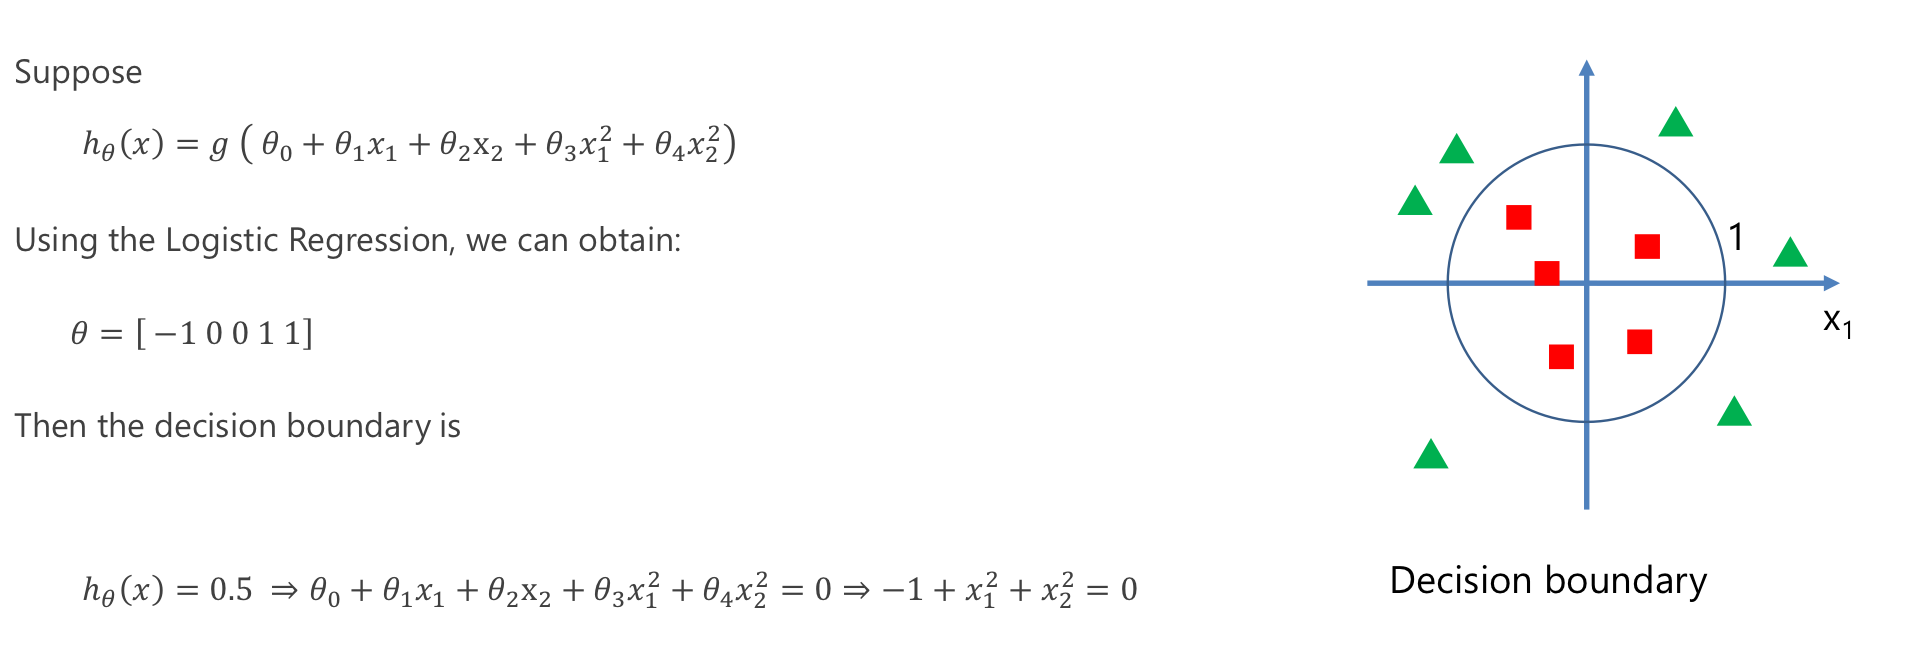 Suppose
ℎ𝜃(𝑥) = 𝑔 ( 𝜃₀ + 𝜃₁𝑥₁ + 𝜃₂x₂ + 𝜃₃𝑥₁² + 𝜃₄𝑥₂²)
Using the Logistic Regression, we can obtain:
𝜃 = [ −1 0 0 1 1]
Then the decision boundary is
ℎ𝜃(𝑥) = 0.5 ⇒ 𝜃₀ + 𝜃₁𝑥₁ + 𝜃₂x₂ + 𝜃₃𝑥₁² + 𝜃₄𝑥₂² = 0 ⇒ −1 + 𝑥₁² + 𝑥₂² = 0
1
x₁
Decision boundary